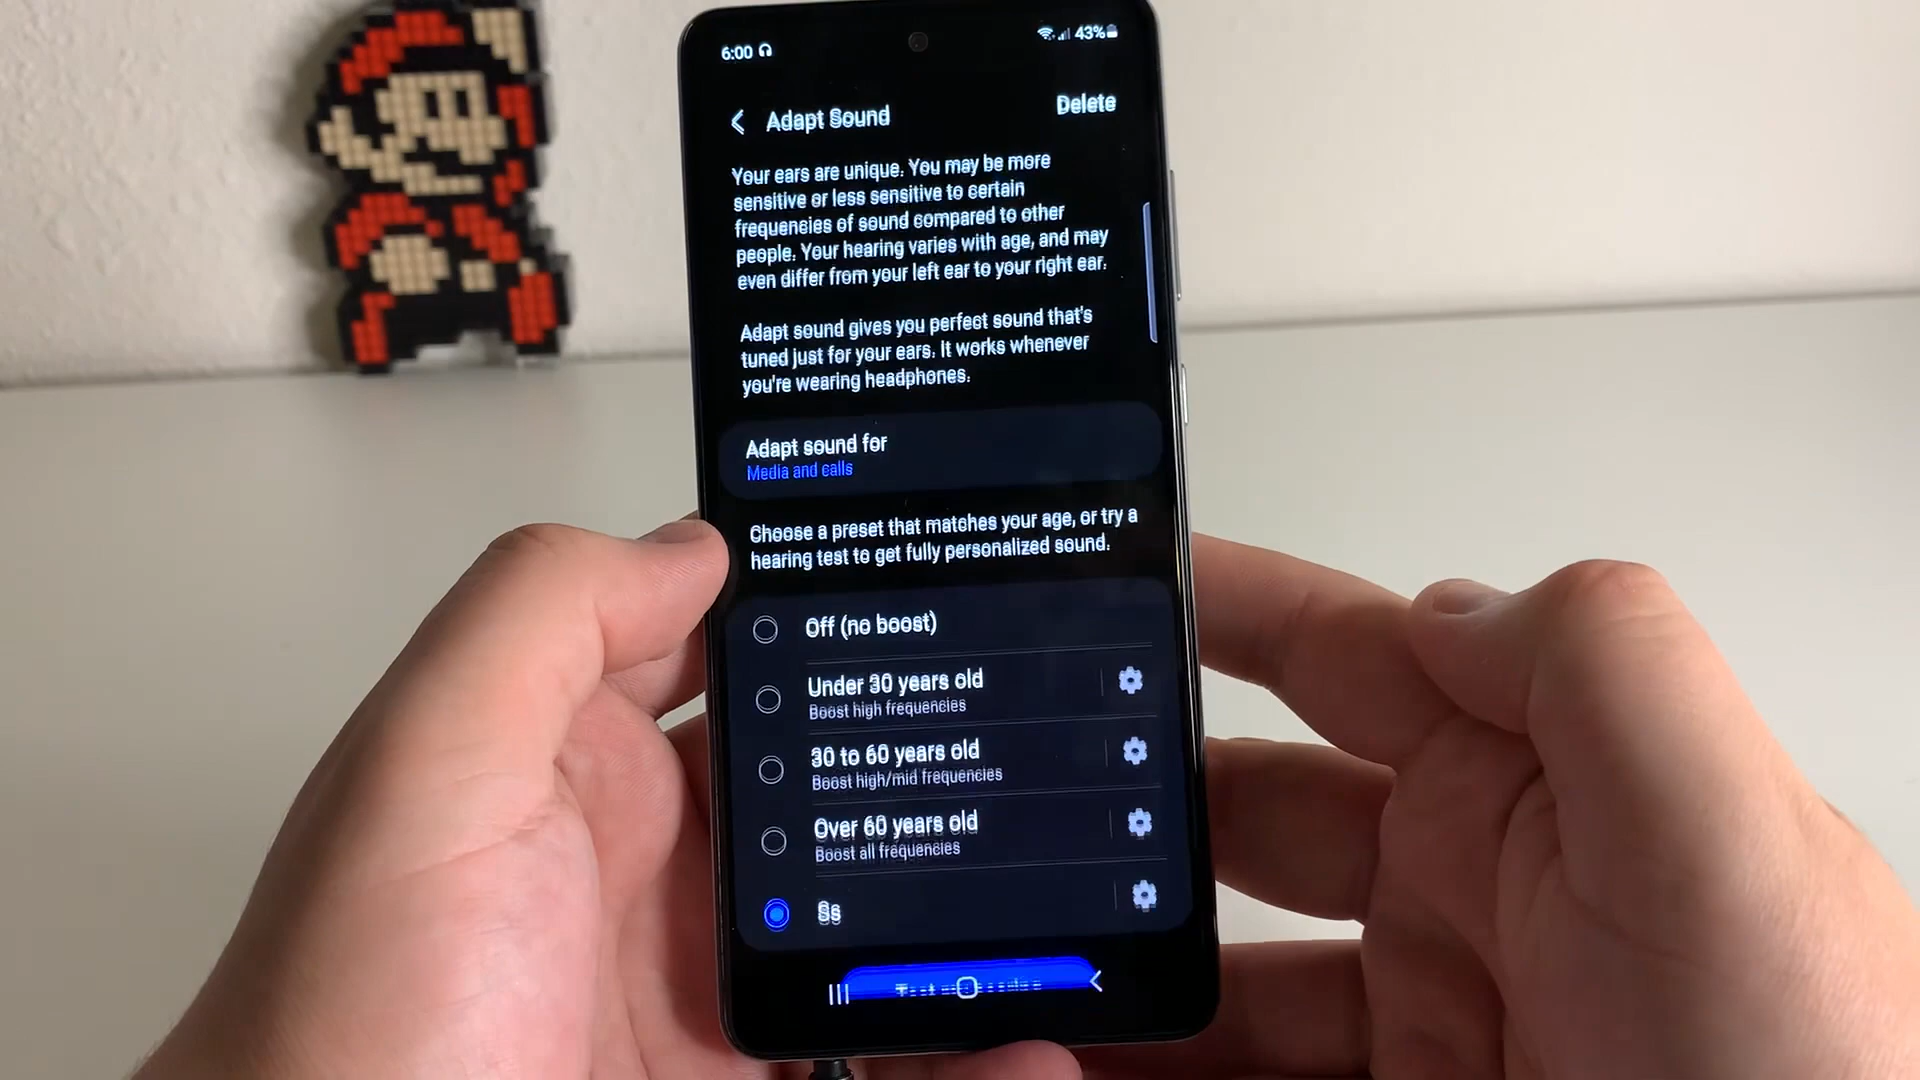 6:00
43%
Adapt Sound
Delete
Your ears are unique. You may be more
sensitive or less sensitive to certain
frequencies of sound compared to other
people. Your hearing varies with age, and may
even differ from your left ear to your right ear.
Adapt sound gives you perfect sound that's
tuned just for your ears. It works whenever
you're wearing headphones.
Adapt sound for
Media and calls
Choose a preset that matches your age, or try a
hearing test to get fully personalized sound.
Off (no boost)
Under 30 years old
Boost high frequencies
30 to 60 years old
Boost high/mid frequencies
Over 60 years old
Boost all frequencies
Ss
Test